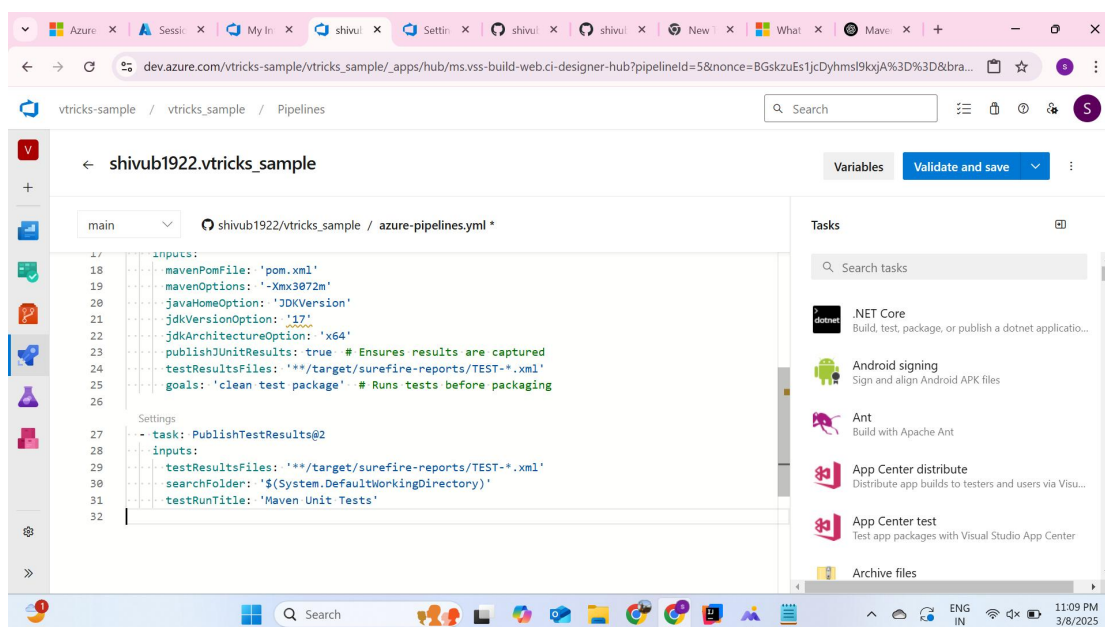 Azure
Sessic
My In
shivul
Settin
shivul
shivul
New
What
Mave
dev.azure.com/vtricks-sample/vtricks_sample/_apps/hub/ms.vss-build-web.ci-designer-hub?pipelineId=5&nonce=BGskzuEs1jcDyhmsI9kxjA%3D%3D&bra...
s
vtricks-sample / vtricks_sample / Pipelines
Search
S
V
shivub1922.vtricks_sample
Variables
Validate and save
main
shivub1922/vtricks_sample / azure-pipelines.yml *
Tasks
17 inputs:
18 mavenPomFile: 'pom.xml'
19 mavenOptions: '-Xmx3072m'
20 javaHomeOption: 'JDKVersion'
21 jdkVersionOption: '17'
22 jdkArchitectureOption: 'x64'
23 publishJUnitResults: true # Ensures results are captured
24 testResultsFiles: '**/target/surefire-reports/TEST-*.xml'
25 goals: 'clean test package' # Runs tests before packaging
26
Settings
27 - task: PublishTestResults@2
28 inputs:
29 testResultsFiles: '**/target/surefire-reports/TEST-*.xml'
30 searchFolder: '$(System.DefaultWorkingDirectory)'
31 testRunTitle: 'Maven Unit Tests'
32
Search tasks
dotnet
.NET Core
Build, test, package, or publish a dotnet applicatio...
Android signing
Sign and align Android APK files
Ant
Build with Apache Ant
App Center distribute
Distribute app builds to testers and users via Visu...
App Center test
Test app packages with Visual Studio App Center
Archive files
1
Search
ENG
IN
11:09 PM
3/8/2025